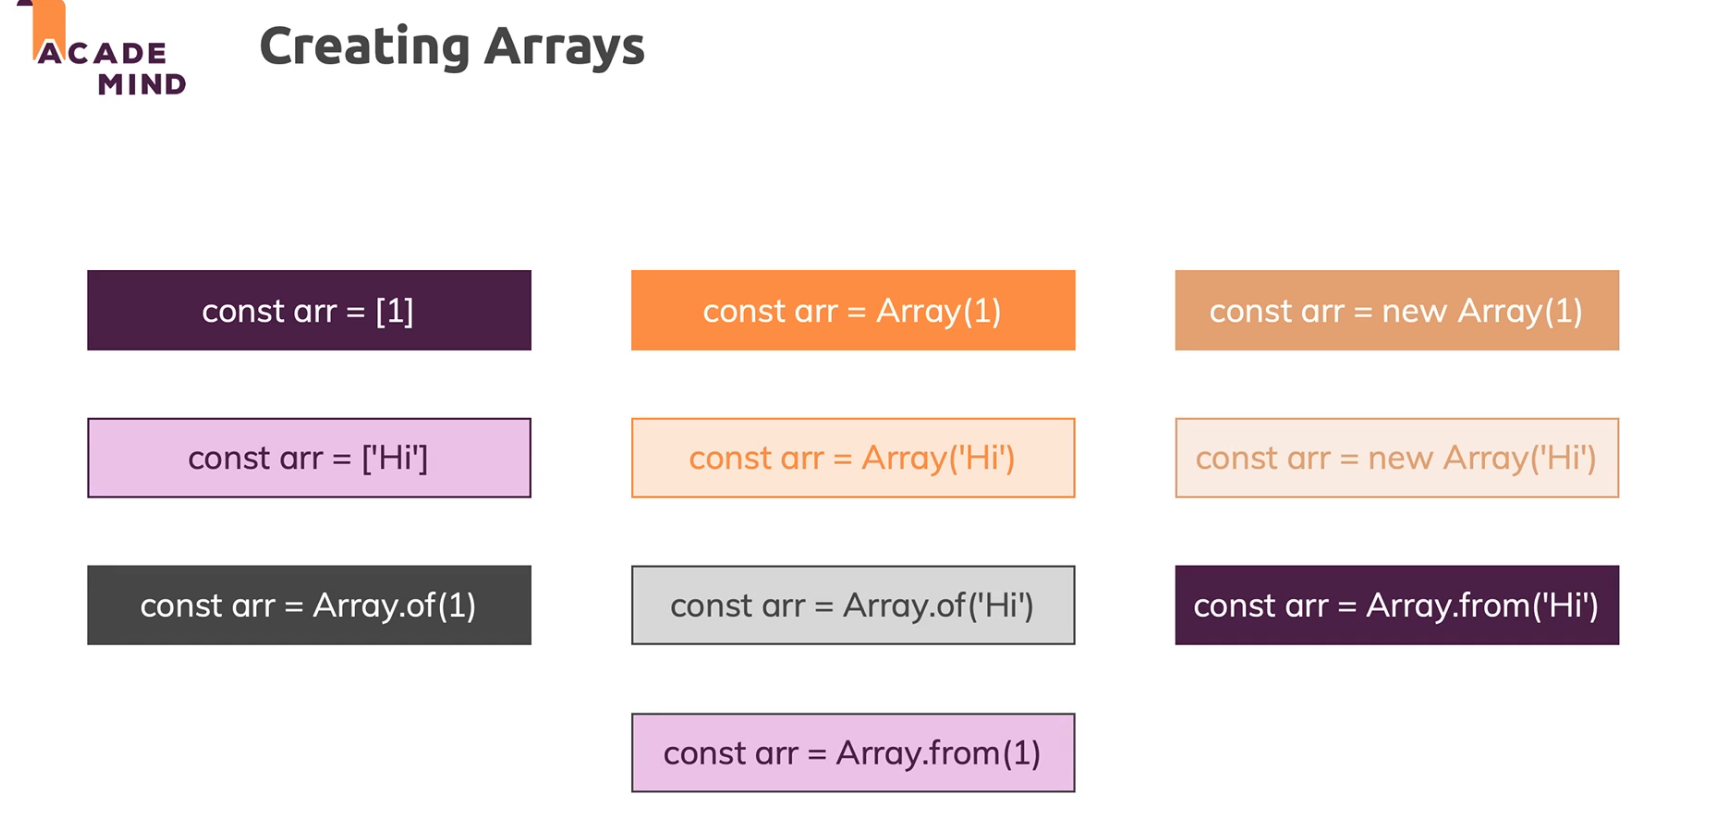 ACADE
MIND
Creating Arrays
const arr = [1]
const arr = Array(1)
const arr = new Array(1)
const arr = ['Hi']
const arr = Array('Hi')
const arr = new Array('Hi')
const arr = Array.of(1)
const arr = Array.of('Hi')
const arr = Array.from('Hi')
const arr = Array.from(1)